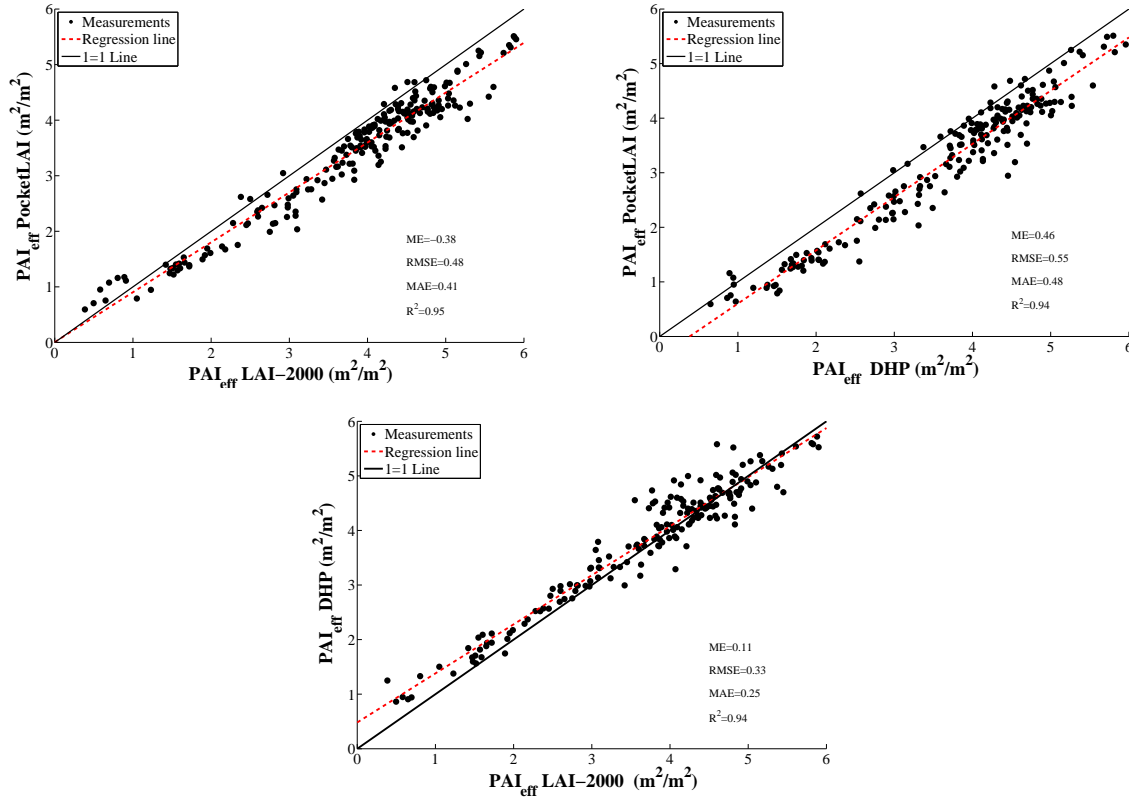 6
5
4
3
2
1
0
0 1 2 3 4 5 6
PAI_eff PocketLAI (m²/m²)
PAI_eff LAI−2000 (m²/m²)
Measurements
Regression line
1=1 Line
ME=−0.38
RMSE=0.48
MAE=0.41
R²=0.95
6
5
4
3
2
1
0
0 1 2 3 4 5 6
PAI_eff PocketLAI (m²/m²)
PAI_eff DHP (m²/m²)
Measurements
Regression line
1=1 Line
ME=0.46
RMSE=0.55
MAE=0.48
R²=0.94
6
5
4
3
2
1
0
0 1 2 3 4 5 6
PAI_eff DHP (m²/m²)
PAI_eff LAI−2000 (m²/m²)
Measurements
Regression line
1=1 Line
ME=0.11
RMSE=0.33
MAE=0.25
R²=0.94